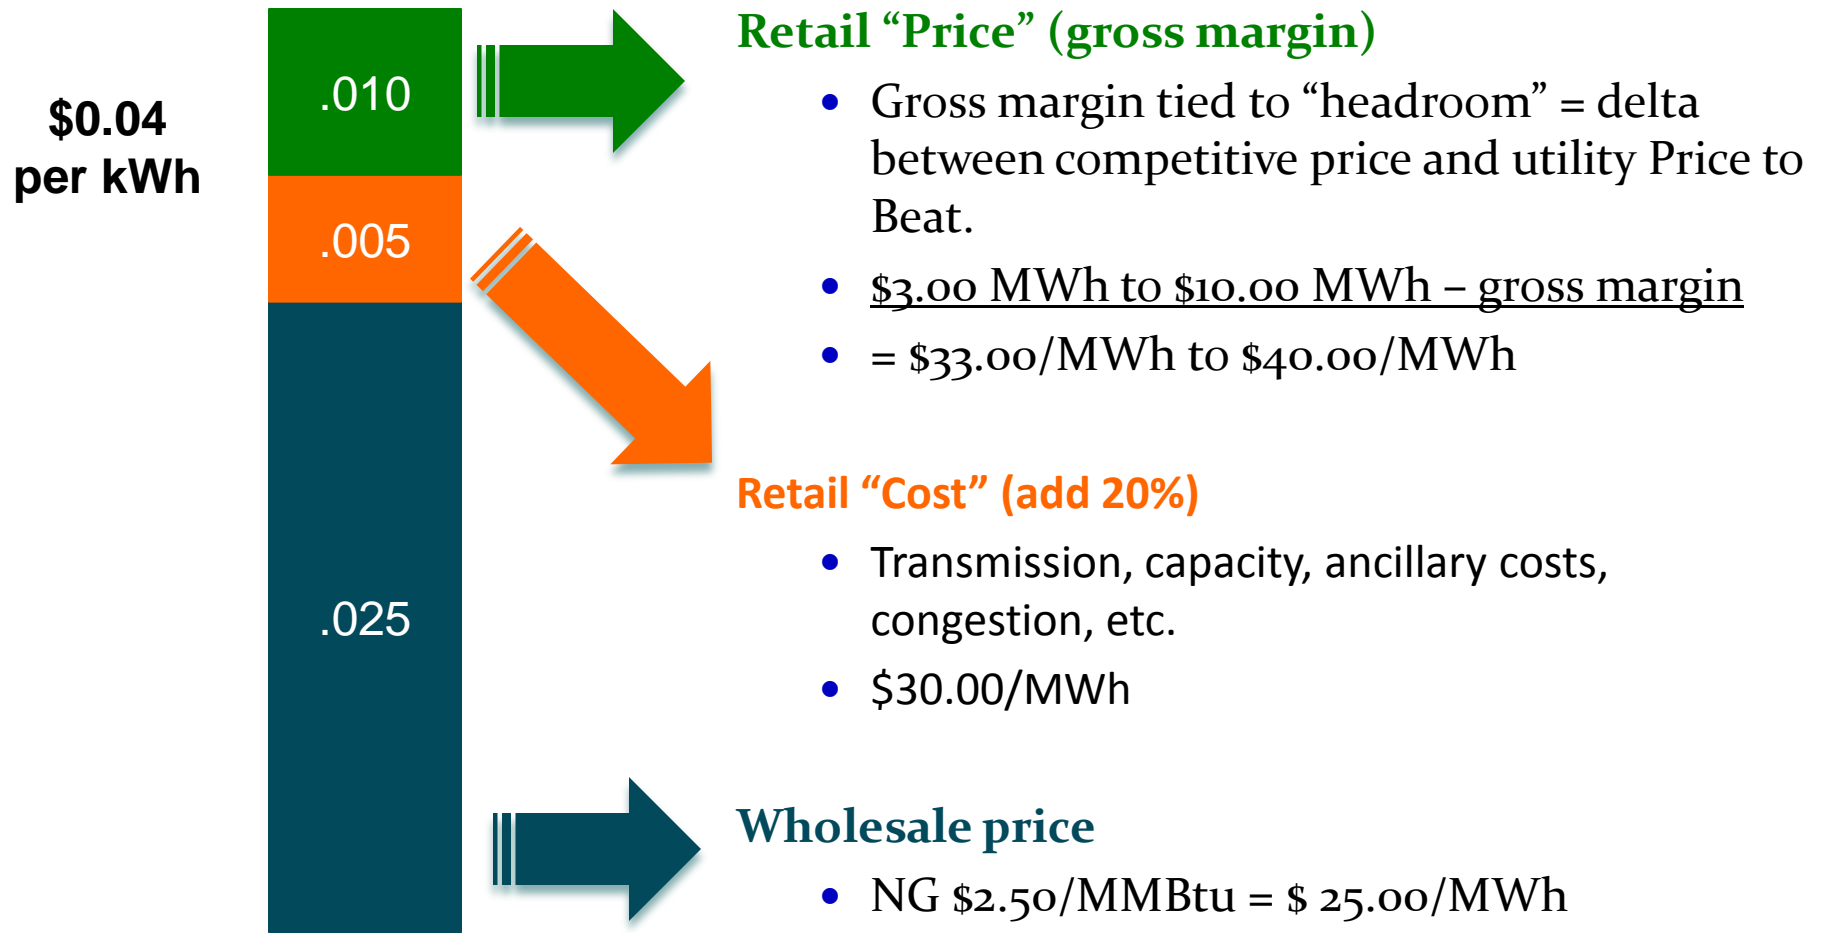 $0.04
per kWh
.010
.005
.025
Retail “Price” (gross margin)
• Gross margin tied to “headroom” = delta
between competitive price and utility Price to
Beat.
• $3.00 MWh to $10.00 MWh – gross margin
• = $33.00/MWh to $40.00/MWh
Retail “Cost” (add 20%)
• Transmission, capacity, ancillary costs,
congestion, etc.
• $30.00/MWh
Wholesale price
• NG $2.50/MMBtu = $ 25.00/MWh